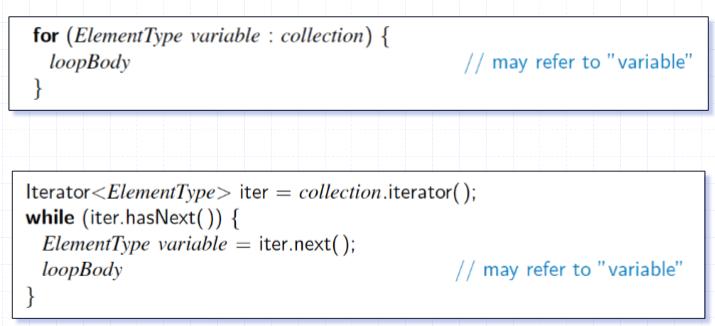 for (ElementType variable : collection) {
loopBody // may refer to "variable"
}
Iterator<ElementType> iter = collection.iterator();
while (iter.hasNext()) {
ElementType variable = iter.next();
loopBody // may refer to "variable"
}